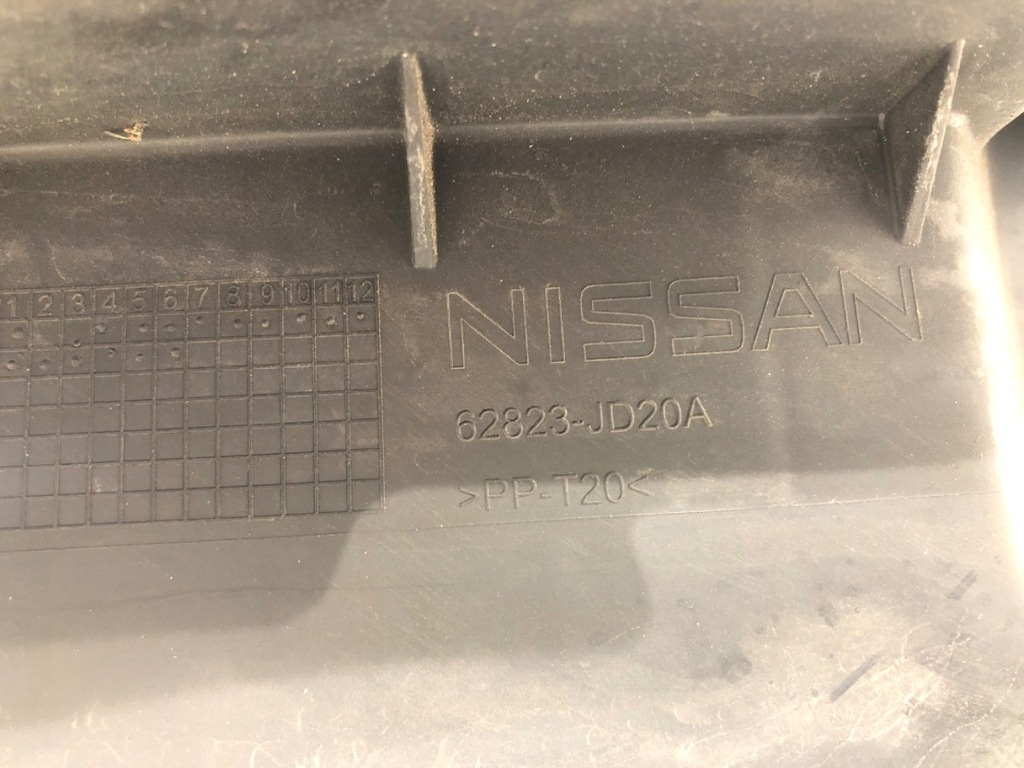 1 2 3 4 5 6 7 8 9 10 11 12
NISSAN
62823-JD20A
>PP-T20<